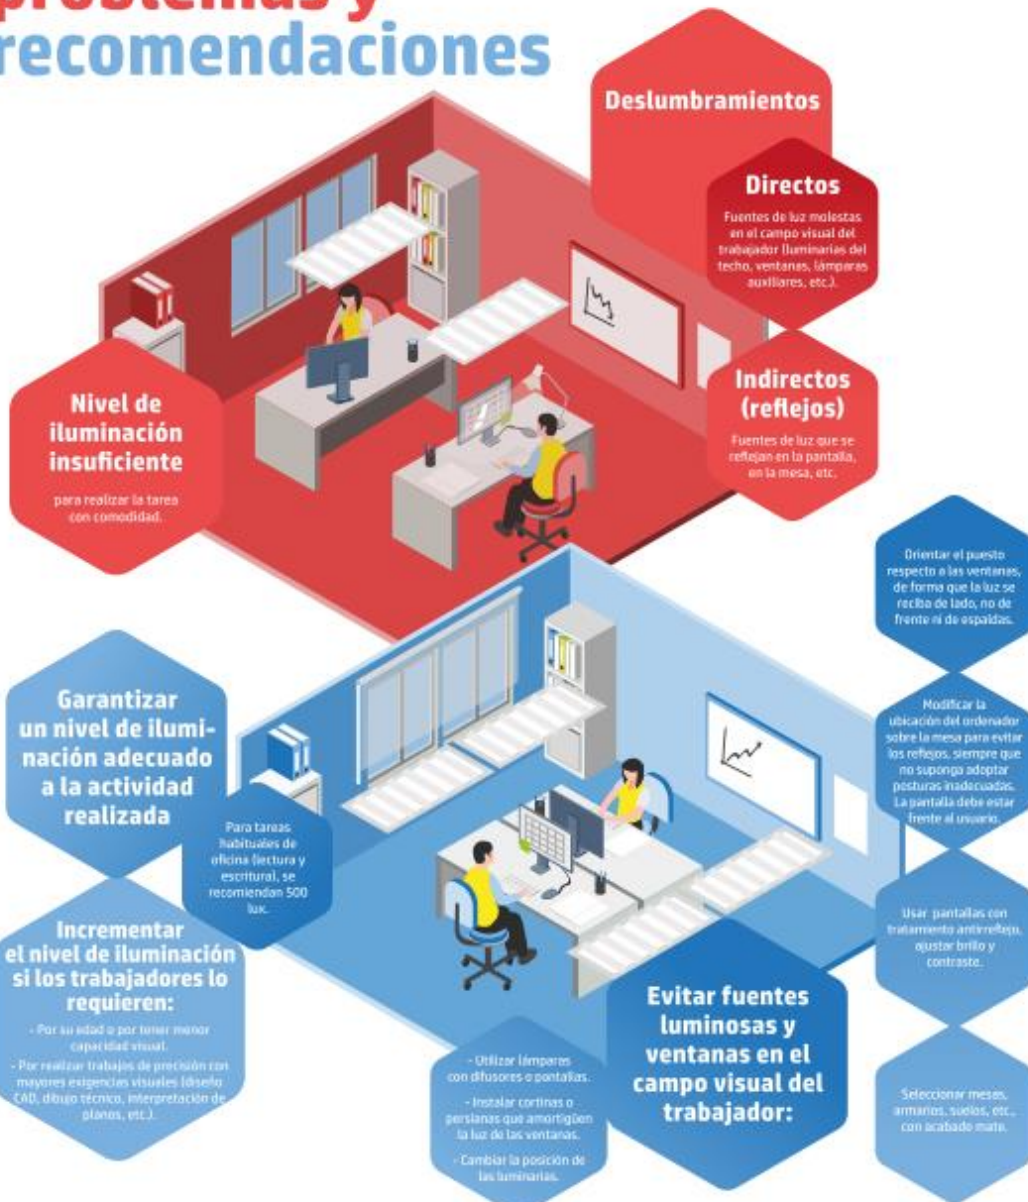 problemas y
recomendaciones
Deslumbramientos
Directos
Fuentes de luz molestas
en el campo visual del
trabajador (luminarias del
techo, ventanas, lámparas
auxiliares, etc.).
Indirectos
(reflejos)
Fuentes de luz que se
reflejan en la pantalla,
en la mesa, etc.
Nivel de
iluminación
insuficiente
para realizar la tarea
con comodidad.
Garantizar
un nivel de ilumi-
nación adecuado
a la actividad
realizada
Para tareas
habituales de
oficina (lectura y
escritura), se
recomiendan 500
lux.
Incrementar
el nivel de iluminación
si los trabajadores lo
requieren:
- Por su edad o por tener menor
capacidad visual.
- Por realizar trabajos de precisión con
mayores exigencias visuales (diseño
CAD, dibujo técnico, interpretación de
planos, etc.).
Evitar fuentes
luminosas y
ventanas en el
campo visual del
trabajador:
- Utilizar lámparas
con difusores o pantallas.
- Instalar cortinas o
persianas que amortigüen
la luz de las ventanas.
- Cambiar la posición de
las luminarias.
Orientar el puesto
respecto a las ventanas,
de forma que la luz se
reciba de lado, no de
frente ni de espaldas.
Modificar la
ubicación del ordenador
sobre la mesa para evitar
los reflejos, siempre que
no suponga adoptar
posturas inadecuadas.
La pantalla debe estar
frente al usuario.
Usar pantallas con
tratamiento antirreflejo,
ajustar brillo y
contraste.
Seleccionar mesas,
armarios, suelos, etc.,
con acabado mate.